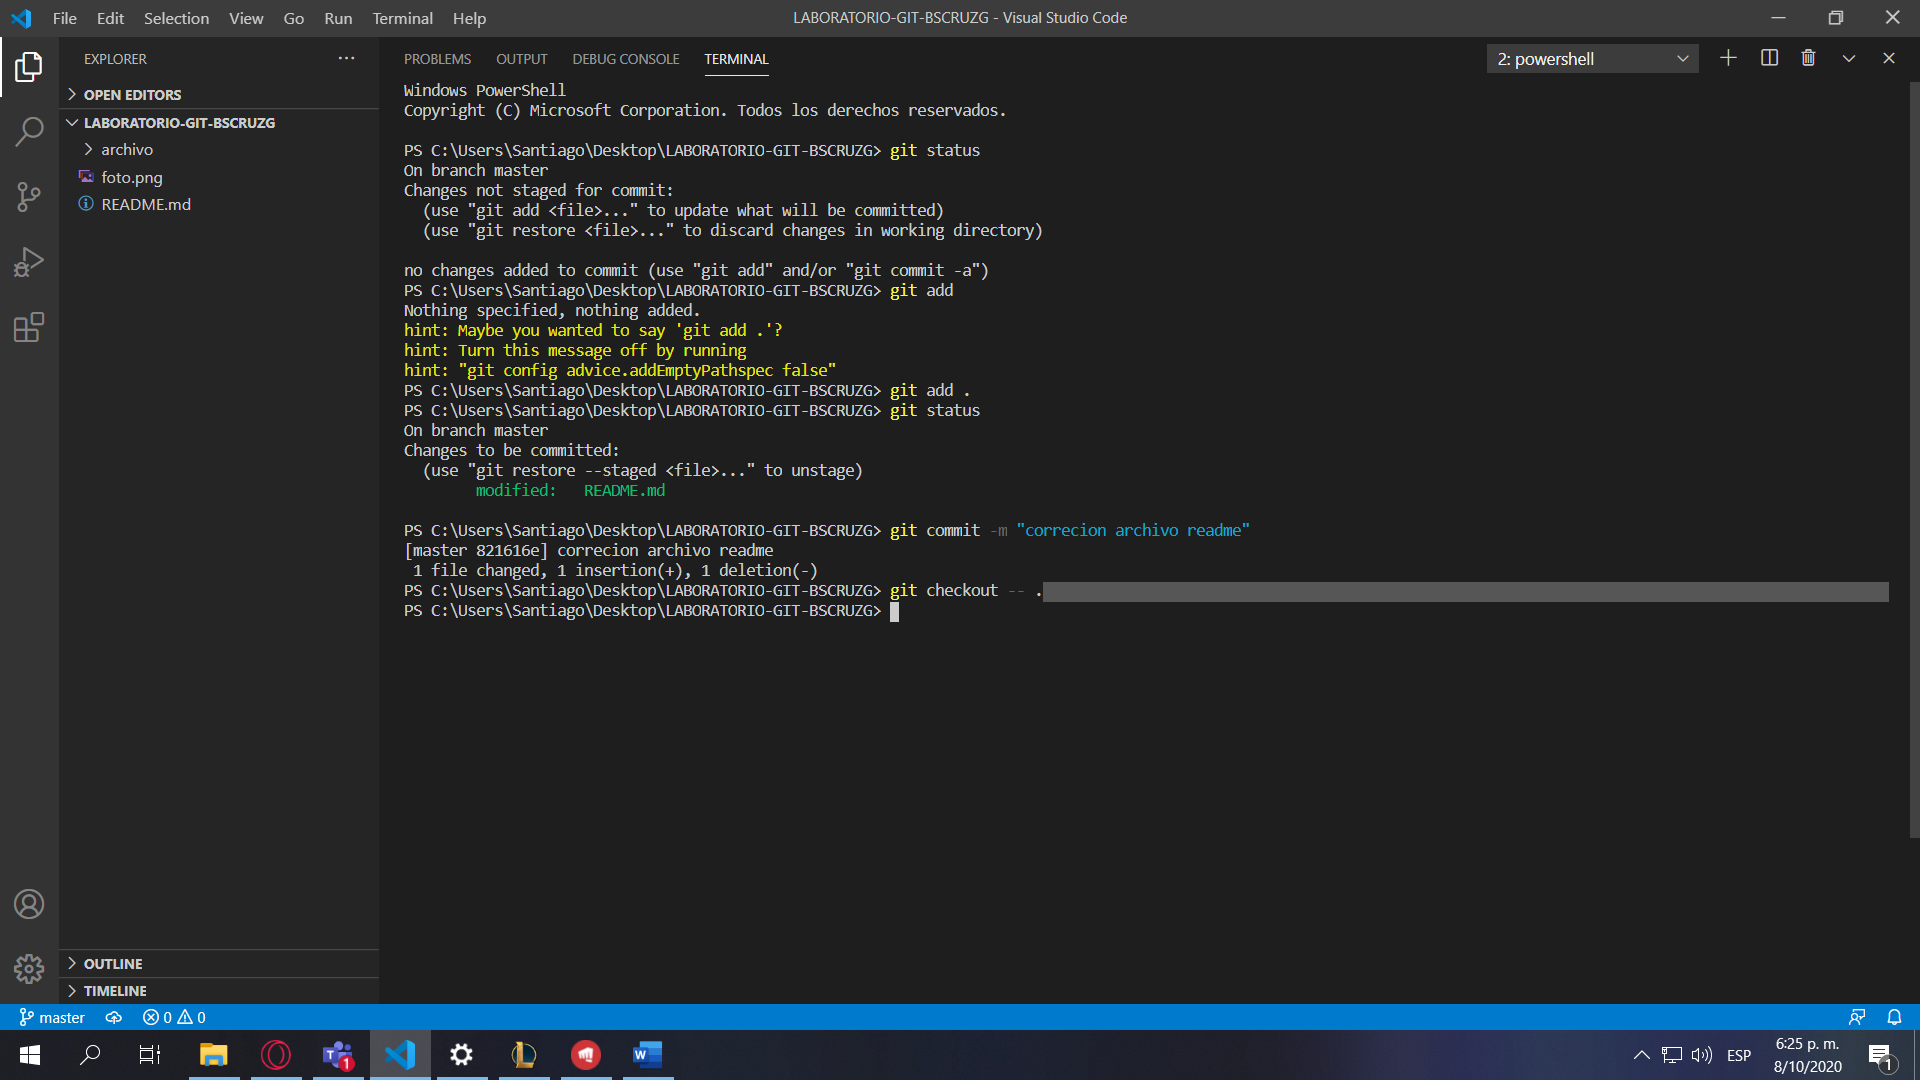 File Edit Selection View Go Run Terminal Help
LABORATORIO-GIT-BSCRUZG - Visual Studio Code
EXPLORER
OPEN EDITORS
LABORATORIO-GIT-BSCRUZG
archivo
foto.png
README.md
OUTLINE
TIMELINE
PROBLEMS OUTPUT DEBUG CONSOLE TERMINAL
2: powershell
Windows PowerShell
Copyright (C) Microsoft Corporation. Todos los derechos reservados.
PS C:\Users\Santiago\Desktop\LABORATORIO-GIT-BSCRUZG> git status
On branch master
Changes not staged for commit:
  (use "git add <file>..." to update what will be committed)
  (use "git restore <file>..." to discard changes in working directory)
no changes added to commit (use "git add" and/or "git commit -a")
PS C:\Users\Santiago\Desktop\LABORATORIO-GIT-BSCRUZG> git add
Nothing specified, nothing added.
hint: Maybe you wanted to say 'git add .'?
hint: Turn this message off by running
hint: "git config advice.addEmptyPathspec false"
PS C:\Users\Santiago\Desktop\LABORATORIO-GIT-BSCRUZG> git add .
PS C:\Users\Santiago\Desktop\LABORATORIO-GIT-BSCRUZG> git status
On branch master
Changes to be committed:
  (use "git restore --staged <file>..." to unstage)
        modified:   README.md
PS C:\Users\Santiago\Desktop\LABORATORIO-GIT-BSCRUZG> git commit -m "correcion archivo readme"
[master 821616e] correcion archivo readme
 1 file changed, 1 insertion(+), 1 deletion(-)
PS C:\Users\Santiago\Desktop\LABORATORIO-GIT-BSCRUZG> git checkout -- .
PS C:\Users\Santiago\Desktop\LABORATORIO-GIT-BSCRUZG>
master 0 0
T 1
W
ESP
6:25 p. m.
8/10/2020
1